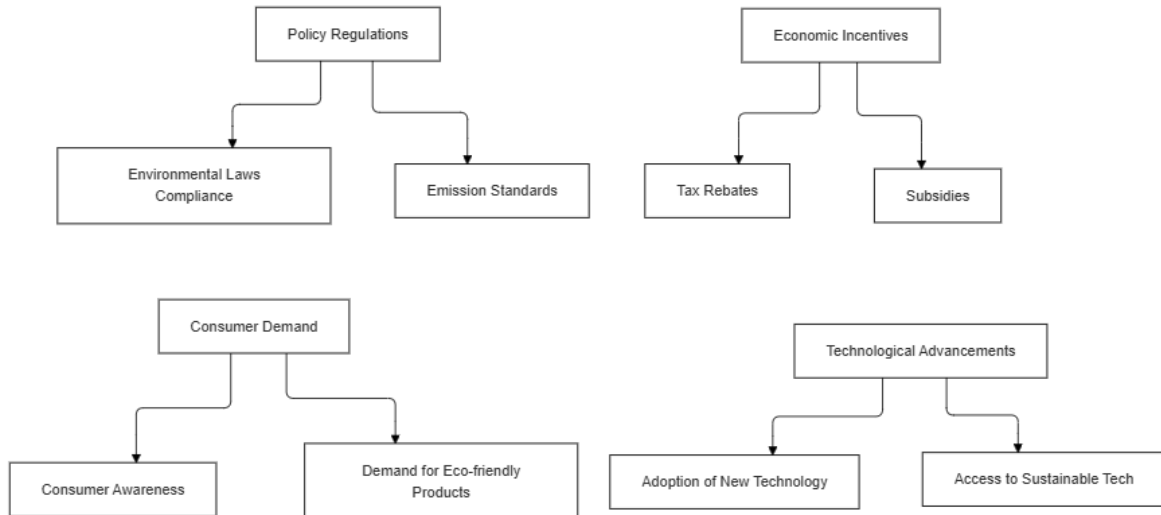 Policy Regulations
Economic Incentives
Environmental Laws
Compliance
Emission Standards
Tax Rebates
Subsidies
Consumer Demand
Technological Advancements
Consumer Awareness
Demand for Eco-friendly
Products
Adoption of New Technology
Access to Sustainable Tech